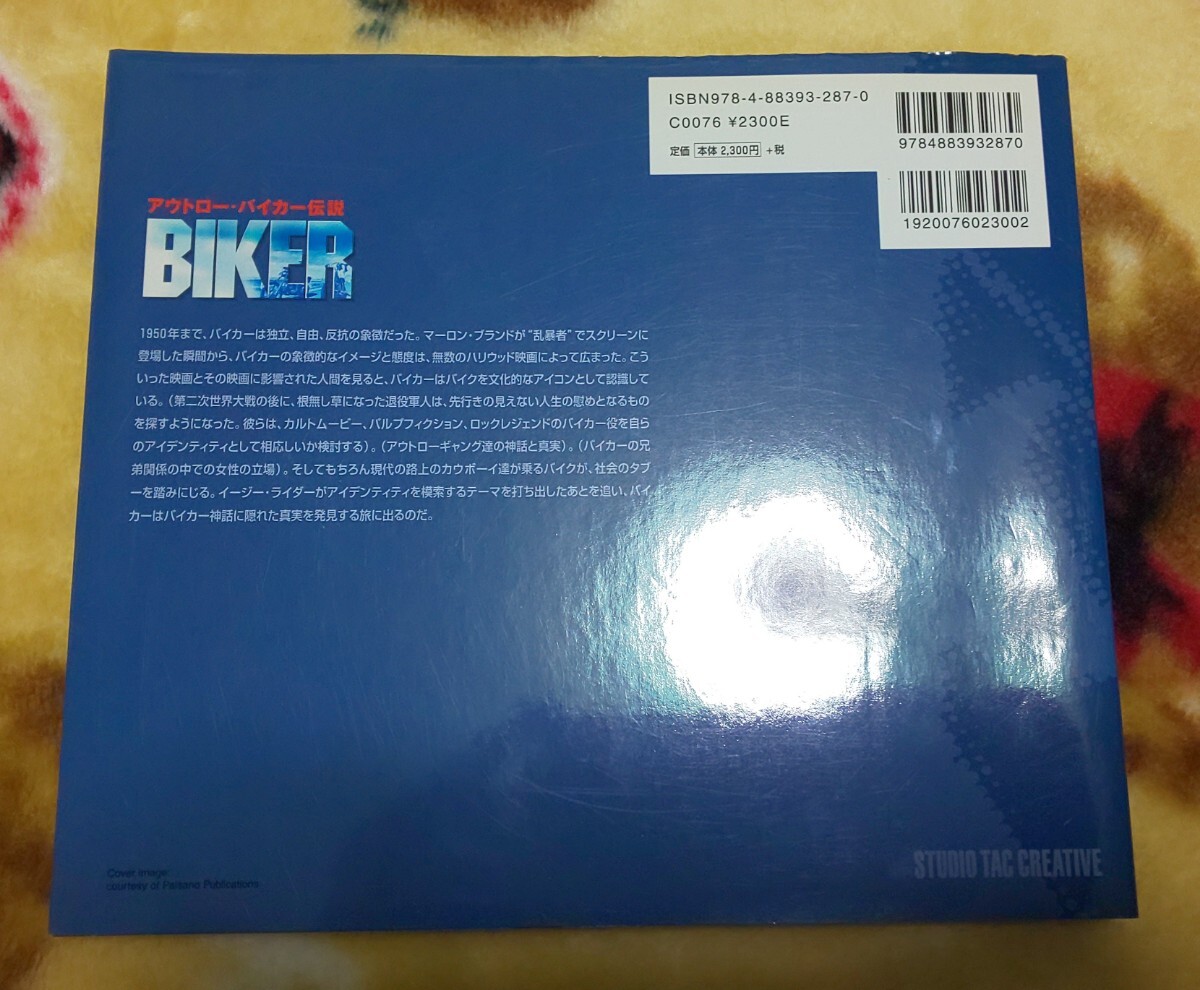 ISBN978-4-88393-287-0
C0076 ¥2300E
定価 本体 2,300円 +税
9784883932870
1920076023002
アウトロー・バイカー伝説
BIKER
1950年まで、バイカーは独立、自由、反抗の象徴だった。マーロン・ブランドが“乱暴者”でスクリーンに
登場した瞬間から、バイカーの象徴的なイメージと態度は、無数のハリウッド映画によって広まった。こう
いった映画とその映画に影響された人間を見ると、バイカーはバイクを文化的なアイコンとして認識して
いる。(第二次世界大戦の後に、根無し草になった退役軍人は、先行きの見えない人生の慰めとなるもの
を探すようになった。彼らは、カルトムービー、パルプフィクション、ロックレジェンドのバイカー役を自ら
のアイデンティティとして相応しいか検討する)。(アウトローギャング達の神話と真実)。(バイカーの兄
弟関係の中での女性の立場)。そしてもちろん現代の路上のカウボーイ達が乗るバイクが、社会のタブ
ーを踏みにじる。イージー・ライダーがアイデンティティを模索するテーマを打ち出したあとを追い、バイ
カーはバイカー神話に隠れた真実を発見する旅に出るのだ。
Cover image:
courtesy of Paisano Publications
STUDIO TAC CREATIVE